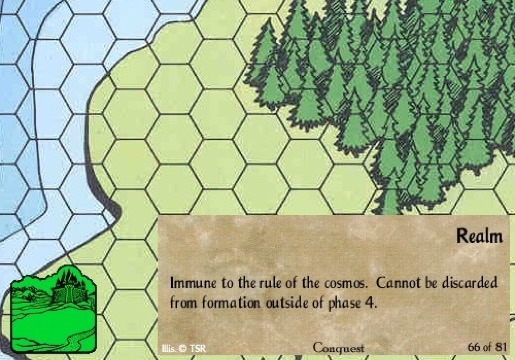 Realm
Immune to the rule of the cosmos. Cannot be discarded
from formation outside of phase 4.
Illis. © TSR Conquest 66 of 81